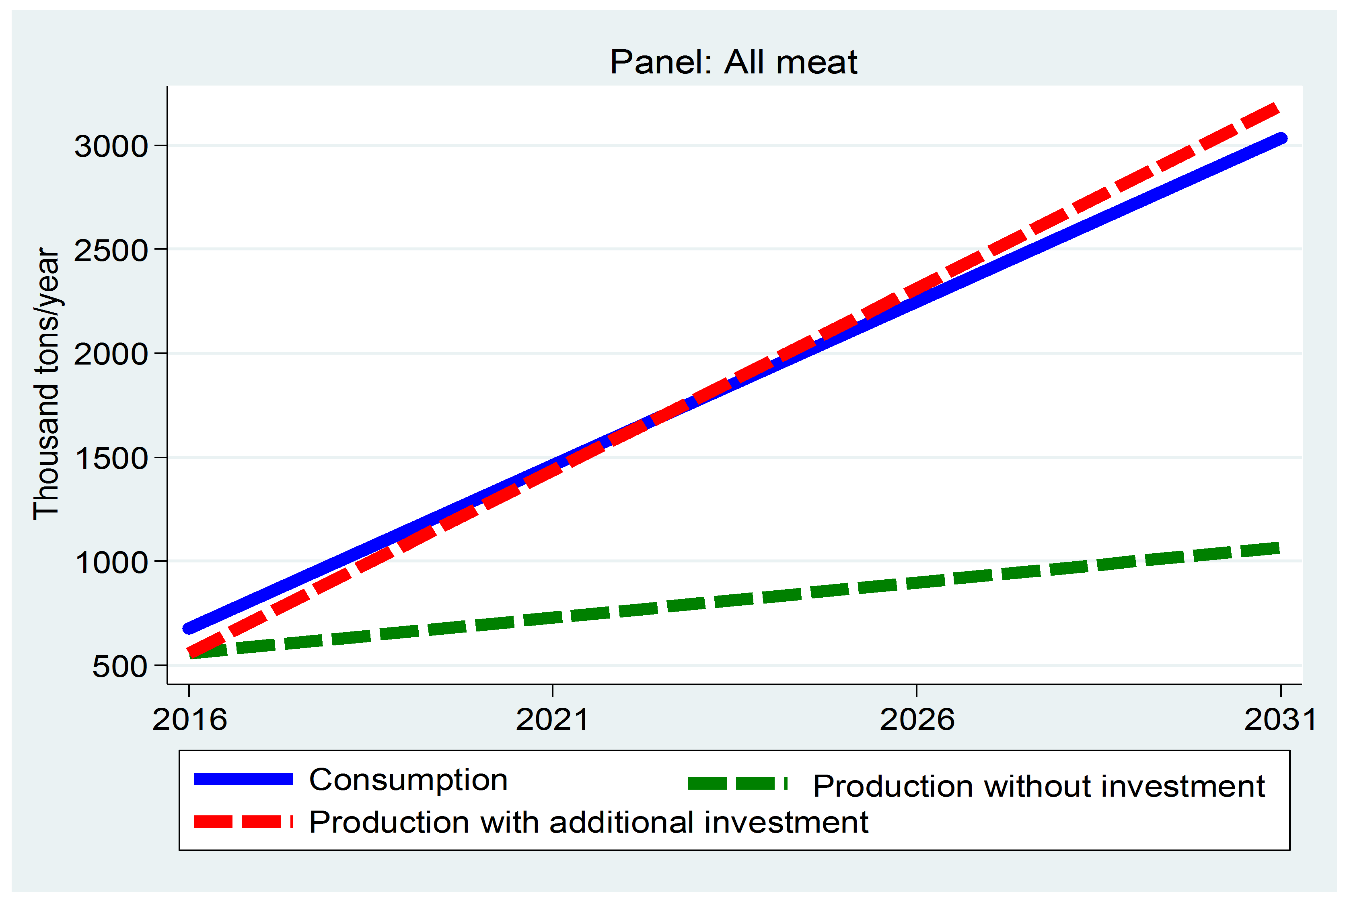 Panel: All meat
Thousand tons/year
3000
2500
2000
1500
1000
500
2016 2021 2026 2031
Consumption Production without investment
Production with additional investment